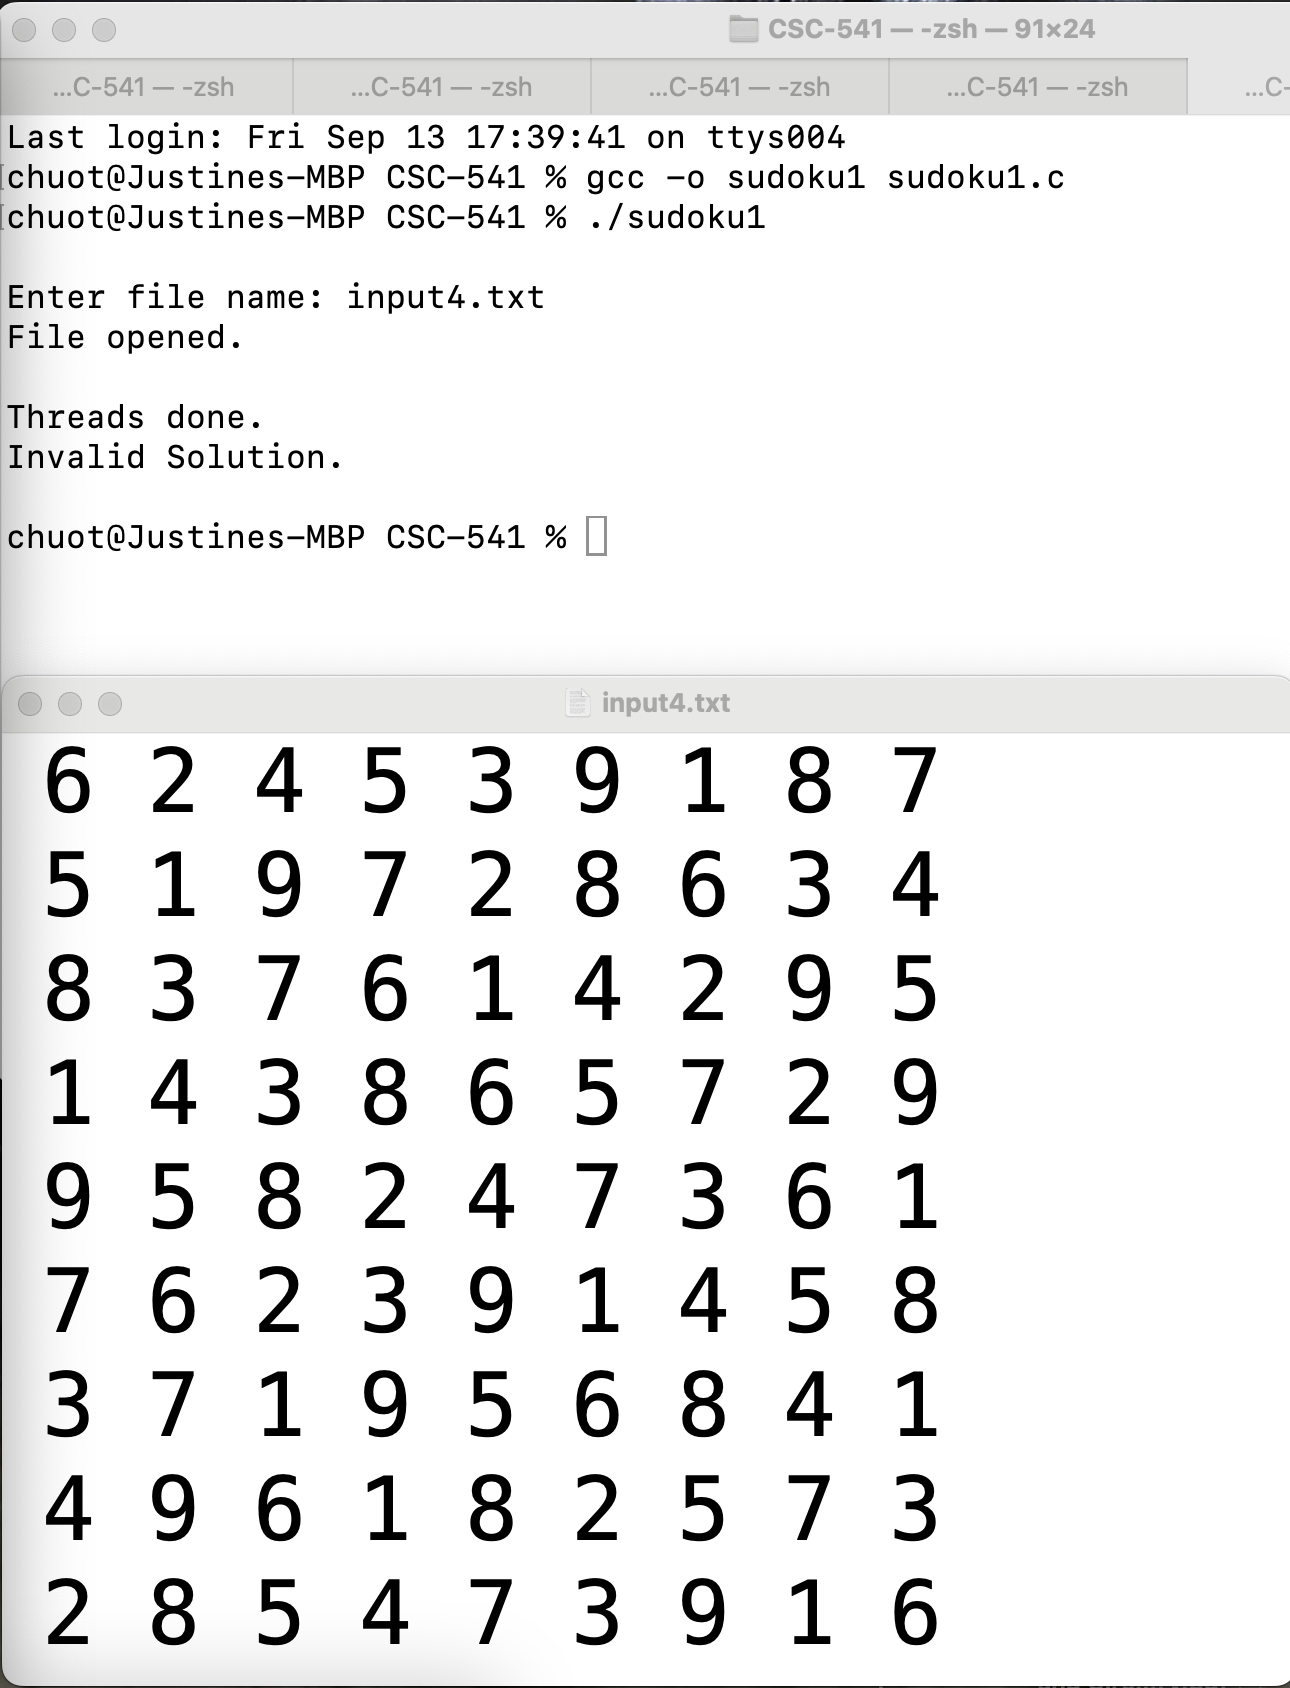 CSC-541 — -zsh — 91×24
...C-541 — -zsh ...C-541 — -zsh ...C-541 — -zsh ...C-541 — -zsh ...C-
Last login: Fri Sep 13 17:39:41 on ttys004
chuot@Justines-MBP CSC-541 % gcc -o sudoku1 sudoku1.c
chuot@Justines-MBP CSC-541 % ./sudoku1
Enter file name: input4.txt
File opened.
Threads done.
Invalid Solution.
chuot@Justines-MBP CSC-541 %
input4.txt
6 2 4 5 3 9 1 8 7
5 1 9 7 2 8 6 3 4
8 3 7 6 1 4 2 9 5
1 4 3 8 6 5 7 2 9
9 5 8 2 4 7 3 6 1
7 6 2 3 9 1 4 5 8
3 7 1 9 5 6 8 4 1
4 9 6 1 8 2 5 7 3
2 8 5 4 7 3 9 1 6